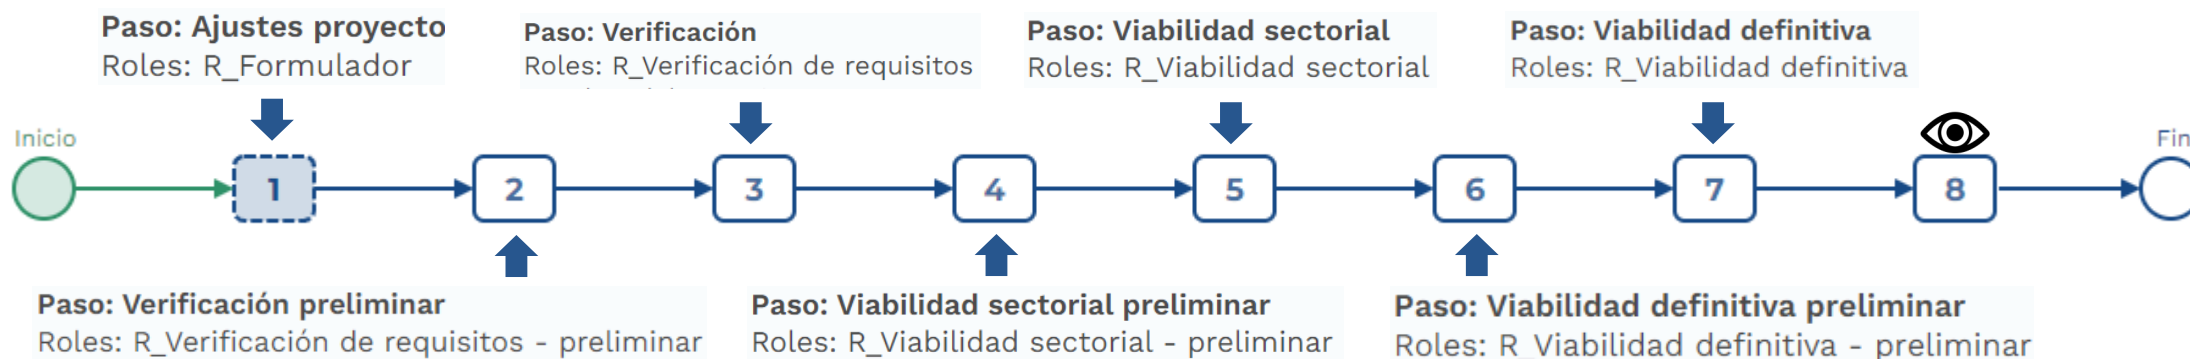 Paso: Ajustes proyecto
Roles: R_Formulador
Paso: Verificación
Roles: R_Verificación de requisitos
Paso: Viabilidad sectorial
Roles: R_Viabilidad sectorial
Paso: Viabilidad definitiva
Roles: R_Viabilidad definitiva
Inicio
1
2
3
4
5
6
7
8
Fin
Paso: Verificación preliminar
Roles: R_Verificación de requisitos - preliminar
Paso: Viabilidad sectorial preliminar
Roles: R_Viabilidad sectorial - preliminar
Paso: Viabilidad definitiva preliminar
Roles: R_Viabilidad definitiva - preliminar